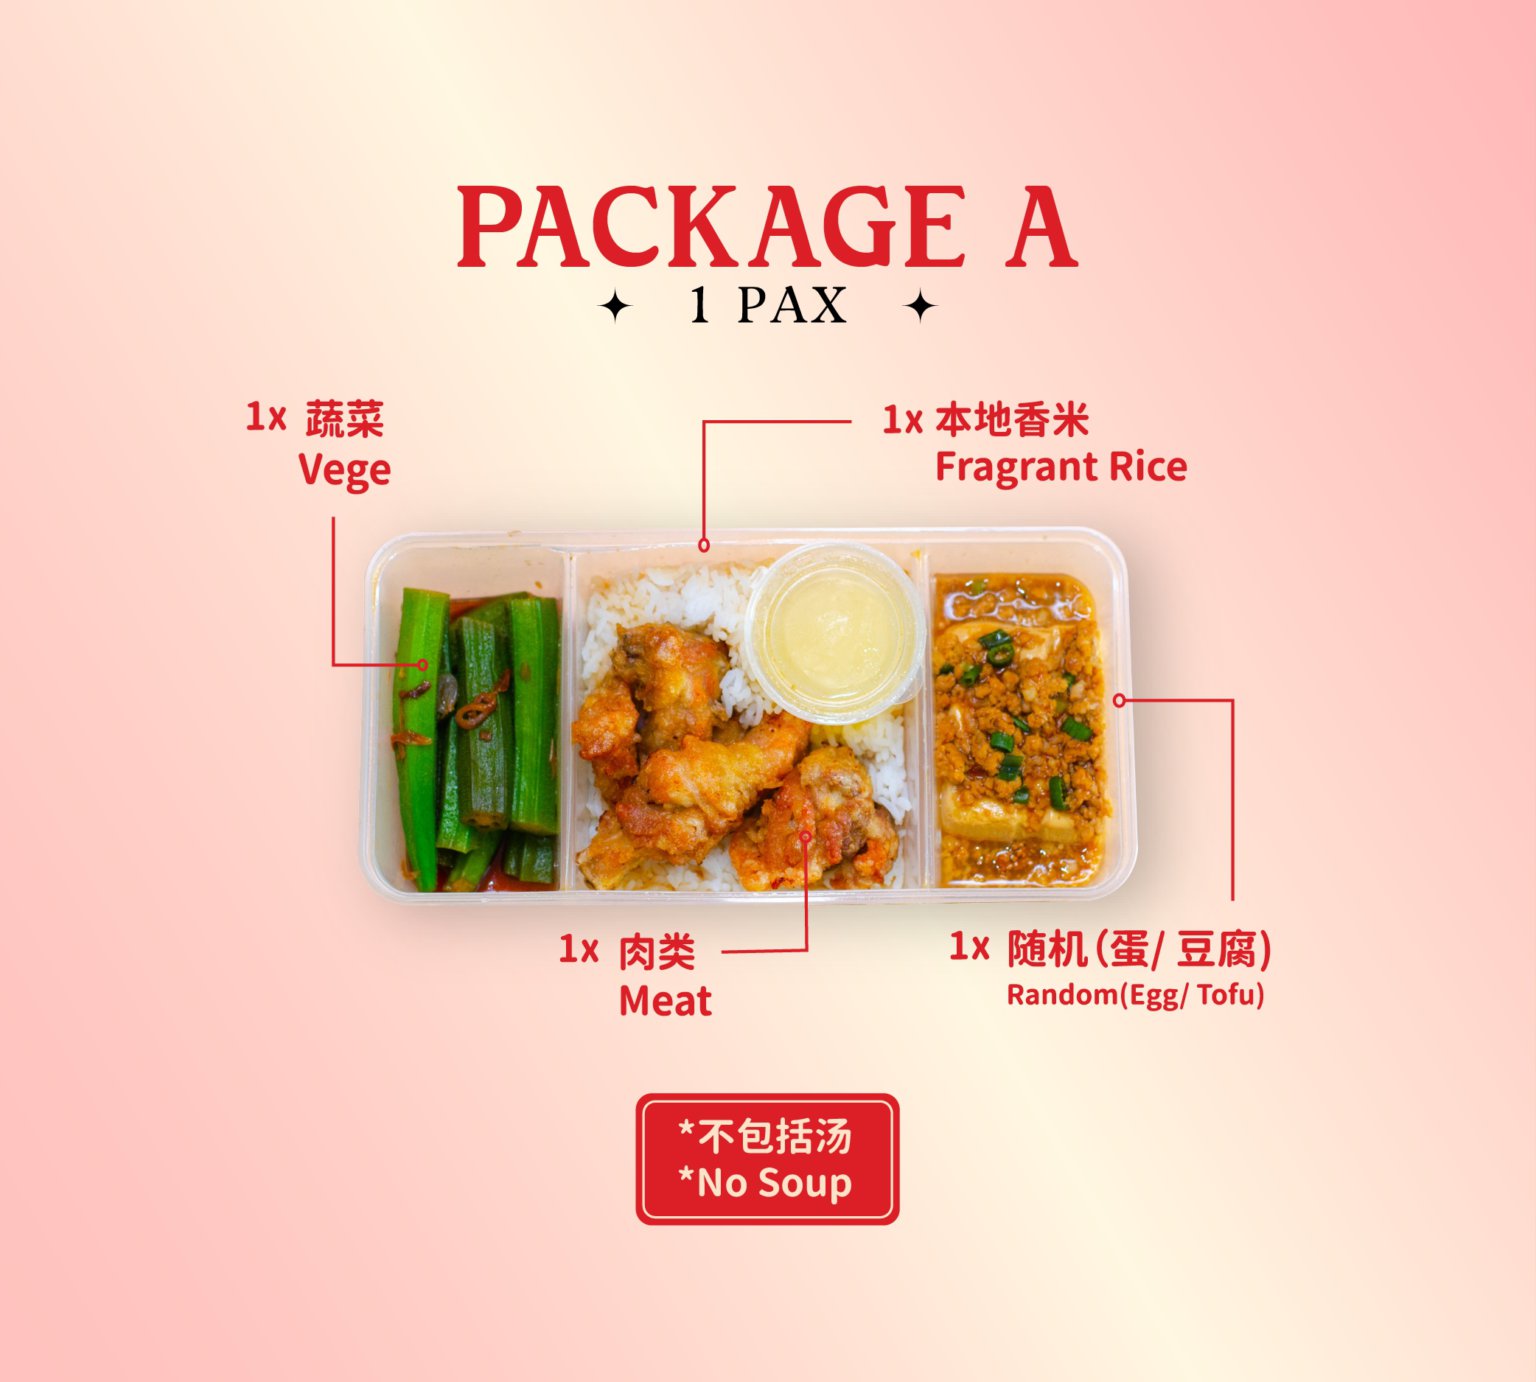 PACKAGE A
1 PAX
1x 蔬菜
Vege
1x 本地香米
Fragrant Rice
1x 肉类
Meat
1x 随机(蛋/ 豆腐)
Random(Egg/ Tofu)
*不包括汤
*No Soup